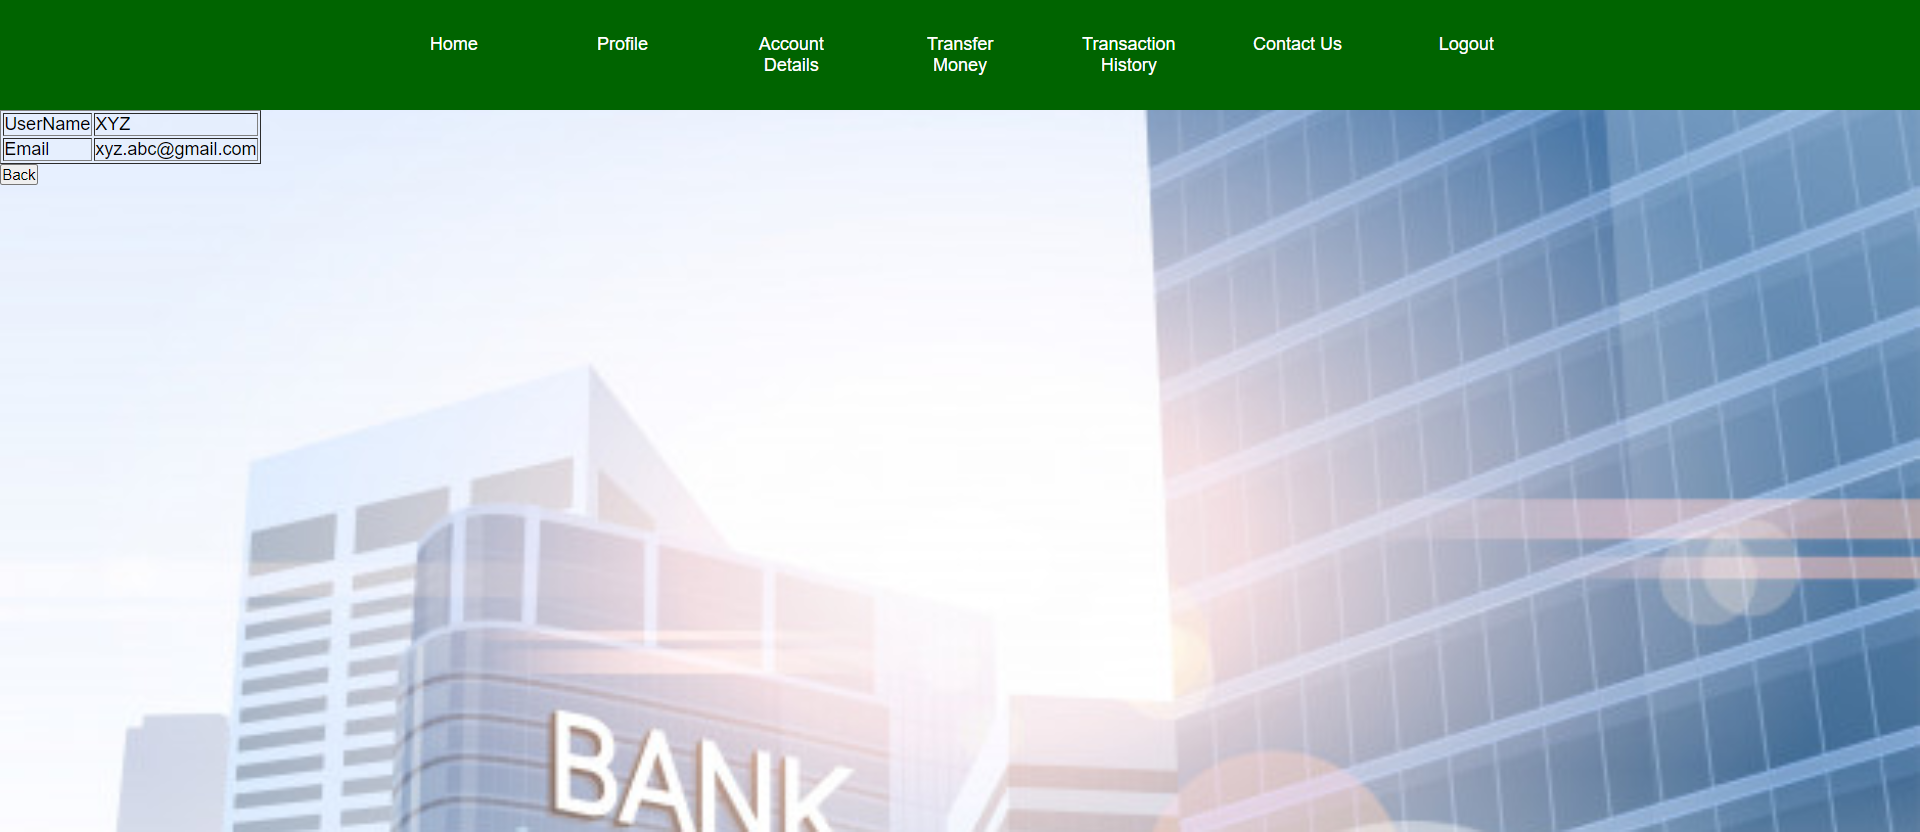 Home Profile Account Details Transfer Money Transaction History Contact Us Logout
UserName XYZ
Email xyz.abc@gmail.com
Back
BANK